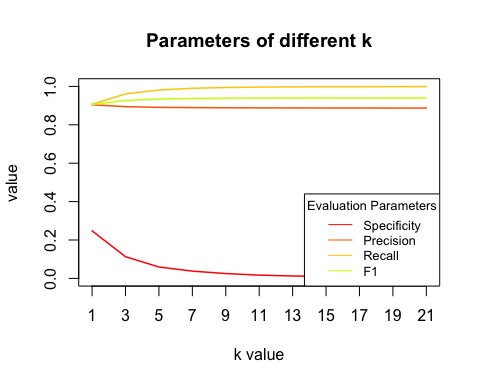 Parameters of different k
value
1.0
0.8
0.6
0.4
0.2
0.0
Evaluation Parameters
Specificity
Precision
Recall
F1
1 3 5 7 9 11 13 15 17 19 21
k value